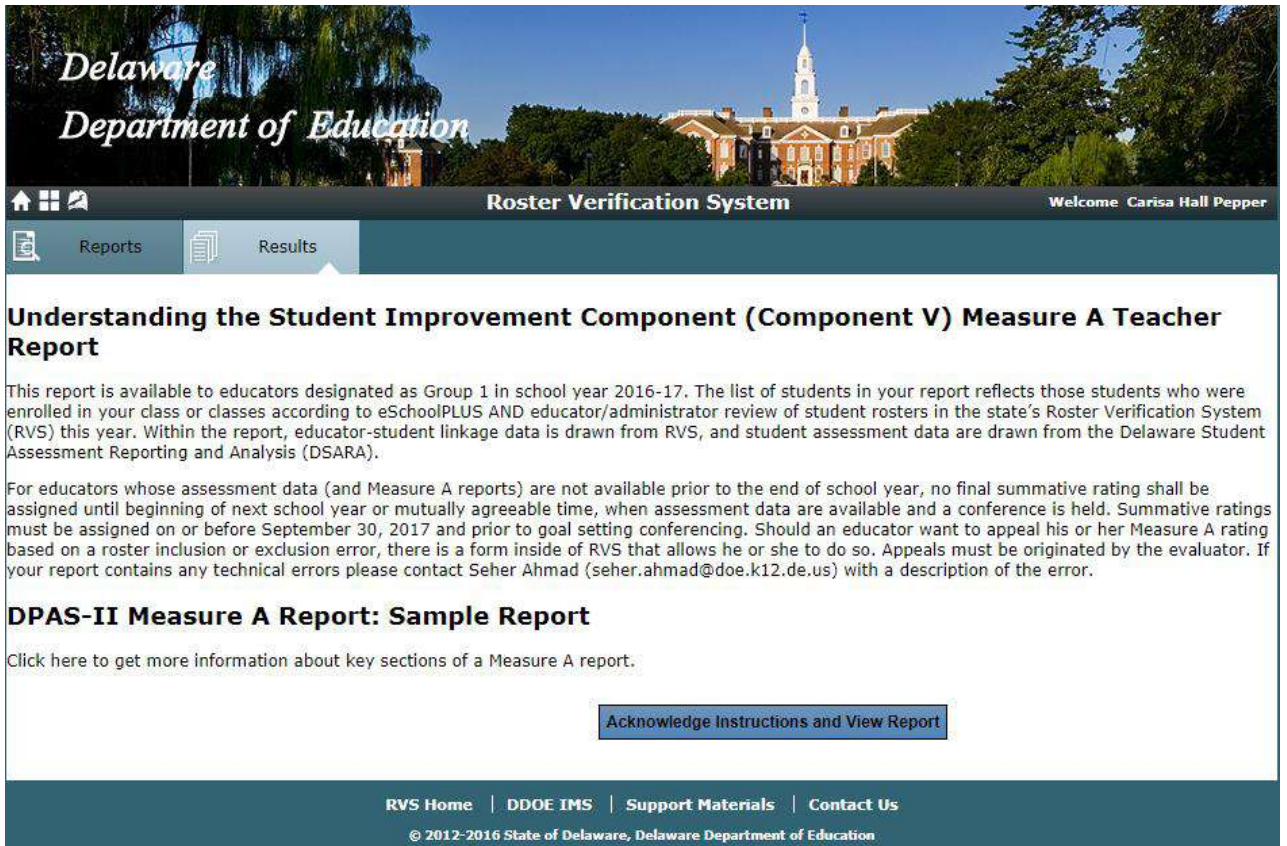 Delaware
Department of Education
Roster Verification System
Welcome Carisa Hall Pepper
Reports
Results
Understanding the Student Improvement Component (Component V) Measure A Teacher
Report
This report is available to educators designated as Group 1 in school year 2016-17. The list of students in your report reflects those students who were
enrolled in your class or classes according to eSchoolPLUS AND educator/administrator review of student rosters in the state's Roster Verification System
(RVS) this year. Within the report, educator-student linkage data is drawn from RVS, and student assessment data are drawn from the Delaware Student
Assessment Reporting and Analysis (DSARA).
For educators whose assessment data (and Measure A reports) are not available prior to the end of school year, no final summative rating shall be
assigned until beginning of next school year or mutually agreeable time, when assessment data are available and a conference is held. Summative ratings
must be assigned on or before September 30, 2017 and prior to goal setting conferencing. Should an educator want to appeal his or her Measure A rating
based on a roster inclusion or exclusion error, there is a form inside of RVS that allows he or she to do so. Appeals must be originated by the evaluator. If
your report contains any technical errors please contact Seher Ahmad (seher.ahmad@doe.k12.de.us) with a description of the error.
DPAS-II Measure A Report: Sample Report
Click here to get more information about key sections of a Measure A report.
Acknowledge Instructions and View Report
RVS Home | DDOE IMS | Support Materials | Contact Us
© 2012-2016 State of Delaware, Delaware Department of Education